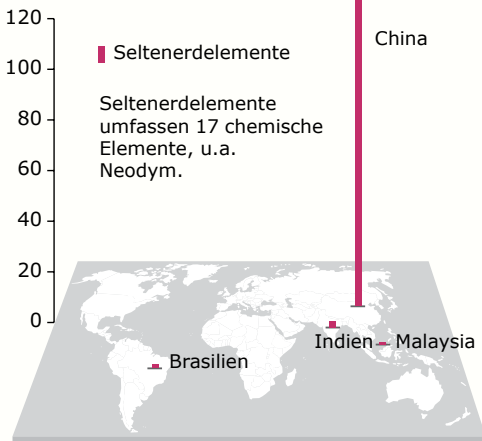 120
100
80
60
40
20
0
Seltenerdelemente
Seltenerdelemente
umfassen 17 chemische
Elemente, u.a.
Neodym.
China
Indien
Malaysia
Brasilien